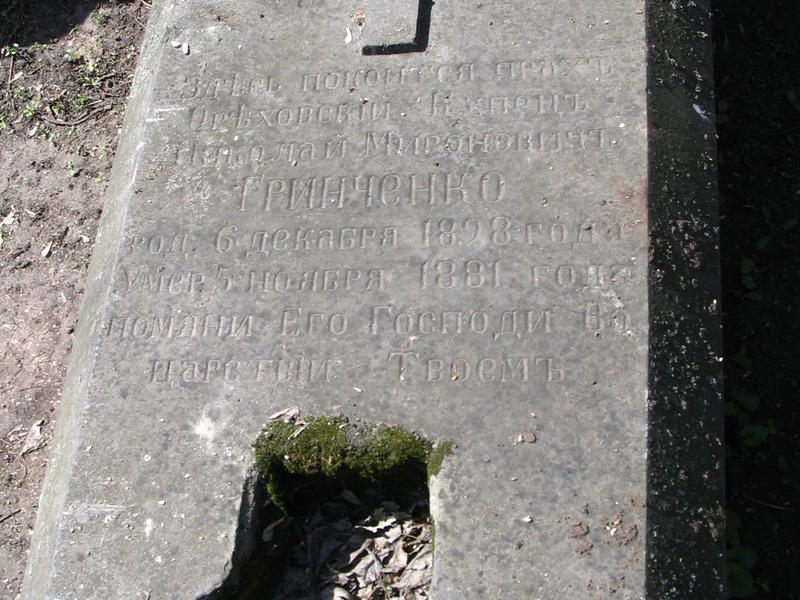 Здѣсь покоится прахъ
Орѣховскій Купецъ
Николай Мироновичъ
Гринченко
род. 6 декабря 1898 года
Умер 5 ноября 1881 года
помяни Его Господи Во
царствіи Твоемъ